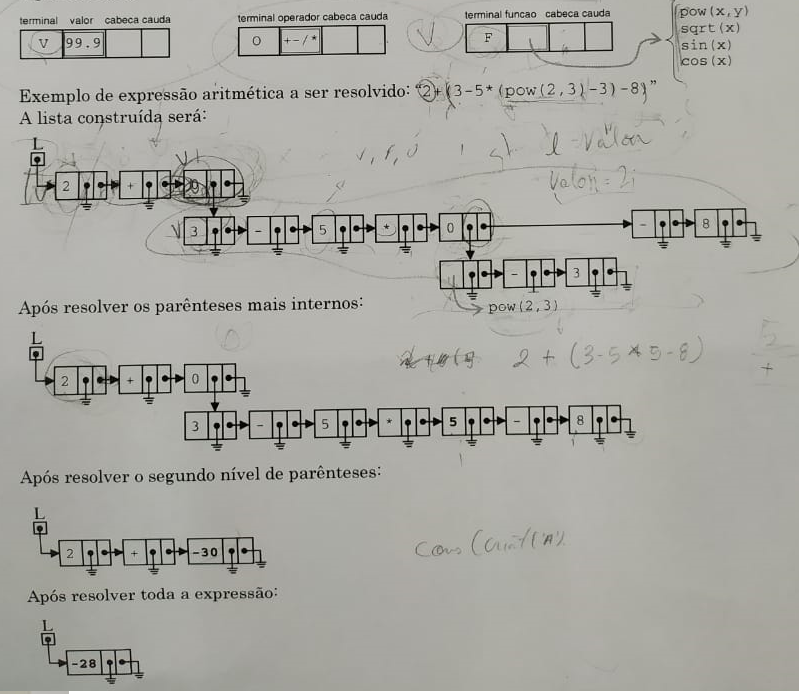 terminal valor cabeca cauda
V 99.9
terminal operador cabeca cauda
O +-/*
V
terminal funcao cabeca cauda
F
pow(x,y)
sqrt(x)
sin(x)
cos(x)
Exemplo de expressão aritmética a ser resolvido: "2+(3-5*(pow(2,3)-3)-8)"
A lista construída será:
L
2 + 0
3 - 5 * 0 - 8
- 3
pow(2,3)
valor = 2;
Após resolver os parênteses mais internos:
L
2 + 0
2 + (3-5*5-8)
5
+
3 - 5 * 5 - 8
Após resolver o segundo nível de parênteses:
L
2 + -30
Após resolver toda a expressão:
L
-28